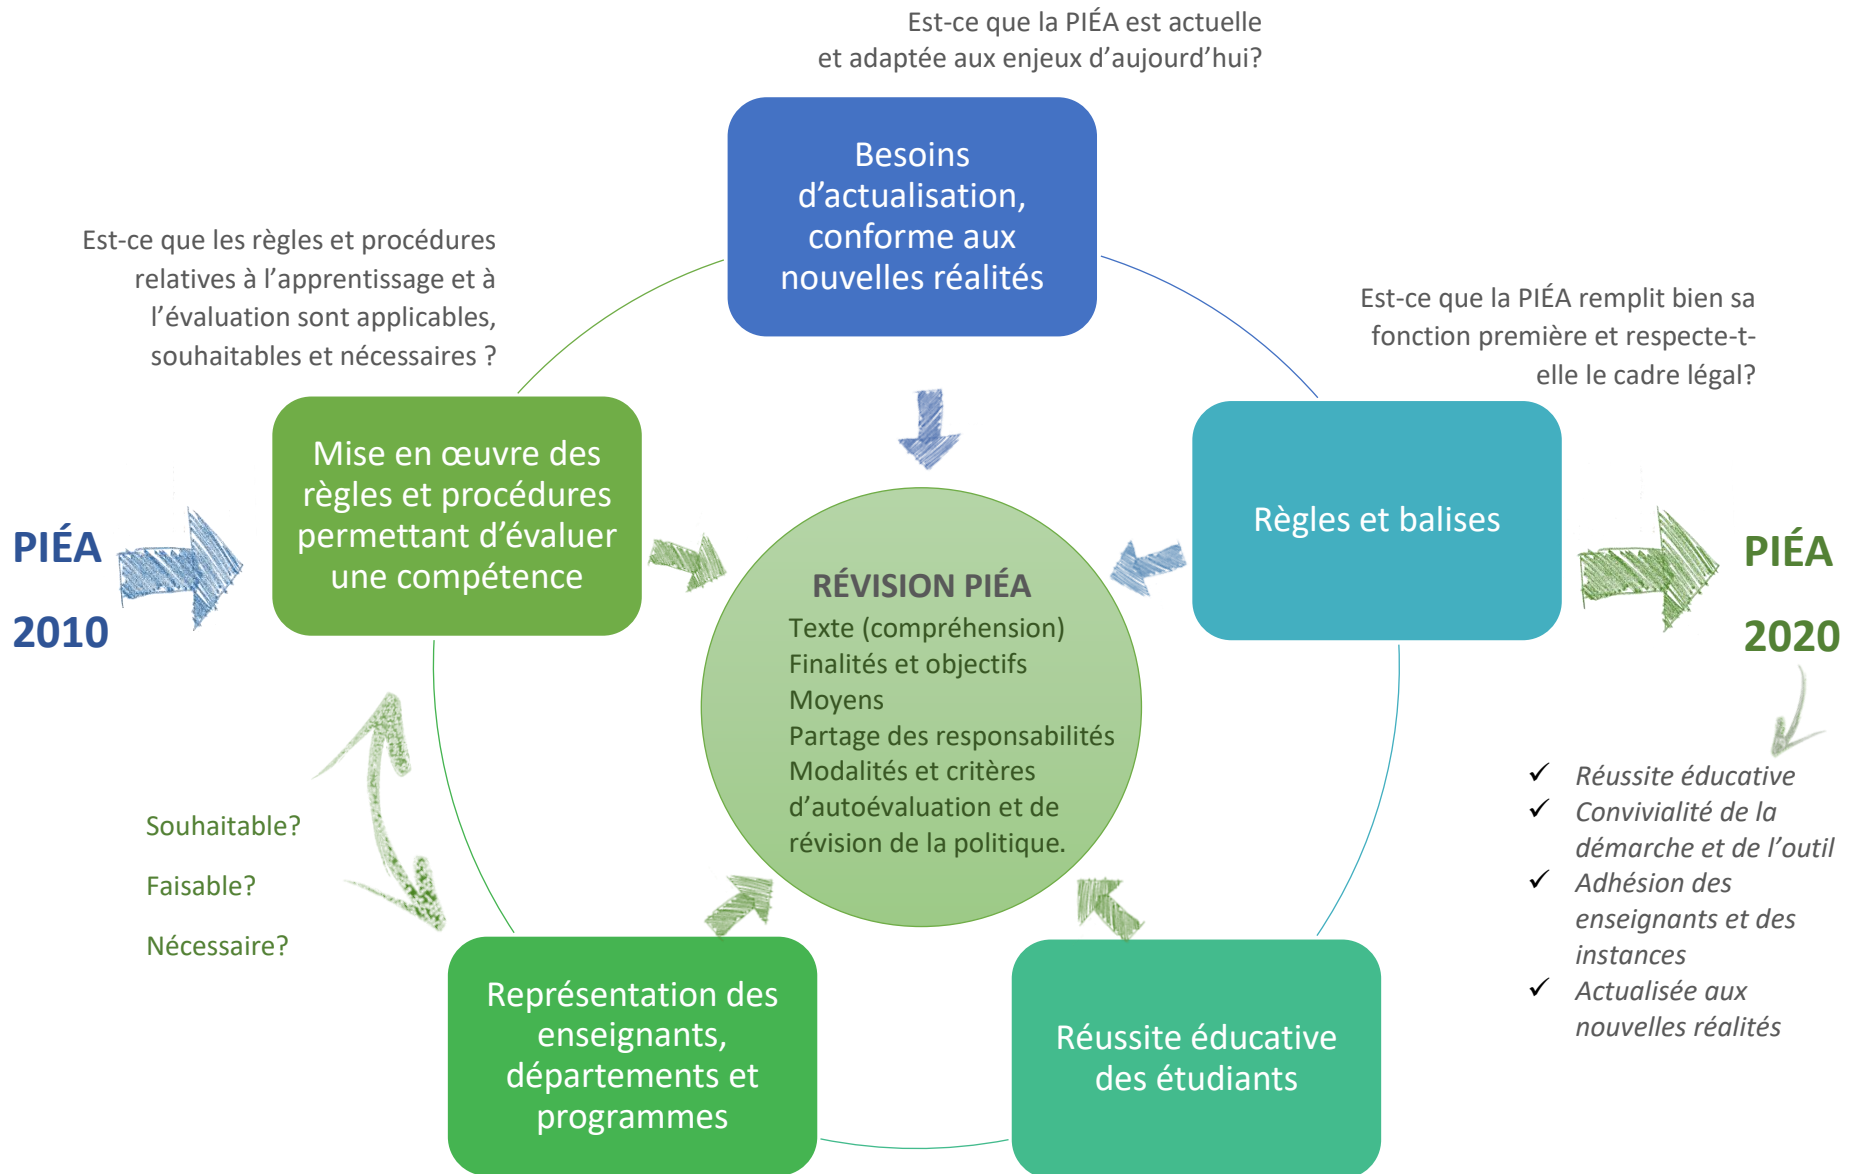 Est-ce que la PIÉA est actuelle
et adaptée aux enjeux d’aujourd’hui?
Besoins
d’actualisation,
conforme aux
nouvelles réalités
Est-ce que les règles et procédures
relatives à l’apprentissage et à
l’évaluation sont applicables,
souhaitables et nécessaires ?
Est-ce que la PIÉA remplit bien sa
fonction première et respecte-t-
elle le cadre légal?
Mise en œuvre des
règles et procédures
permettant d’évaluer
une compétence
Règles et balises
PIÉA
2010
RÉVISION PIÉA
Texte (compréhension)
Finalités et objectifs
Moyens
Partage des responsabilités
Modalités et critères
d’autoévaluation et de
révision de la politique.
PIÉA
2020
✓ Réussite éducative
✓ Convivialité de la
démarche et de l’outil
✓ Adhésion des
enseignants et des
instances
✓ Actualisée aux
nouvelles réalités
Souhaitable?
Faisable?
Nécessaire?
Représentation des
enseignants,
départements et
programmes
Réussite éducative
des étudiants